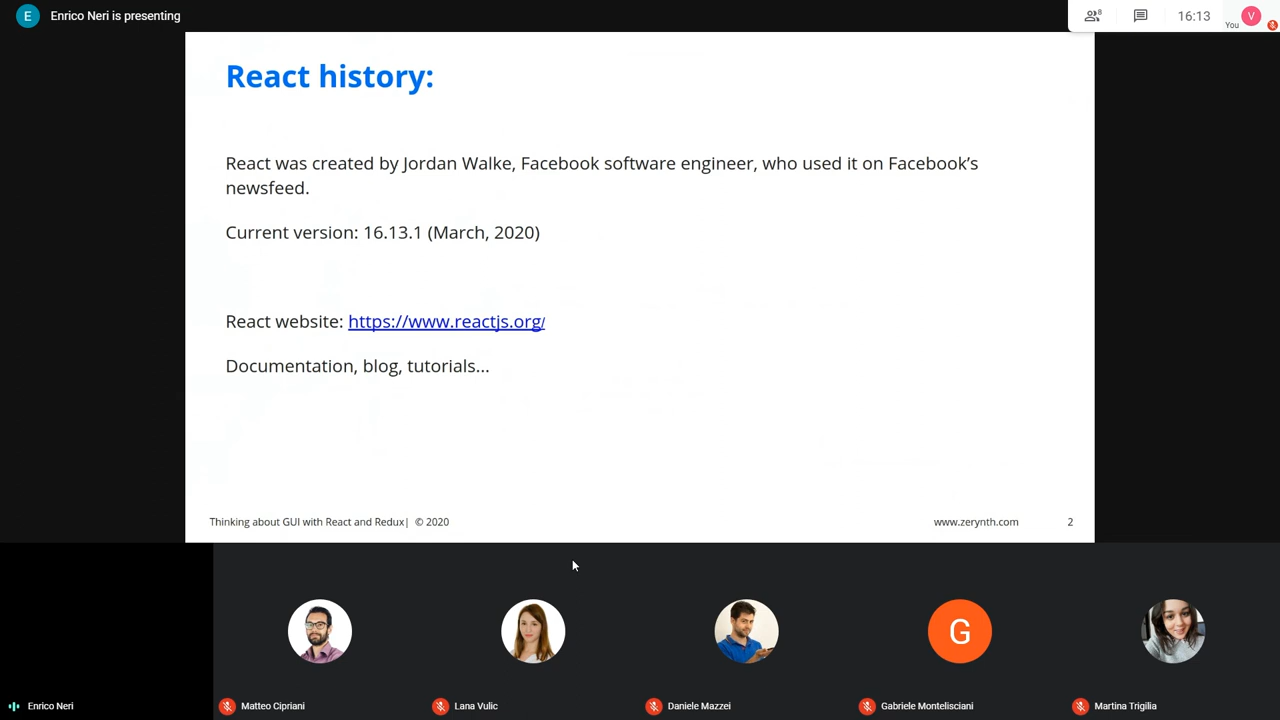 E
Enrico Neri is presenting
8
16:13
You
V
React history:
React was created by Jordan Walke, Facebook software engineer, who used it on Facebook’s
newsfeed.
Current version: 16.13.1 (March, 2020)
React website: https://www.reactjs.org/
Documentation, blog, tutorials...
Thinking about GUI with React and Redux| © 2020
www.zerynth.com
2
G
Enrico Neri
Matteo Cipriani
Lana Vulic
Daniele Mazzei
Gabriele Montelisciani
Martina Trigilia